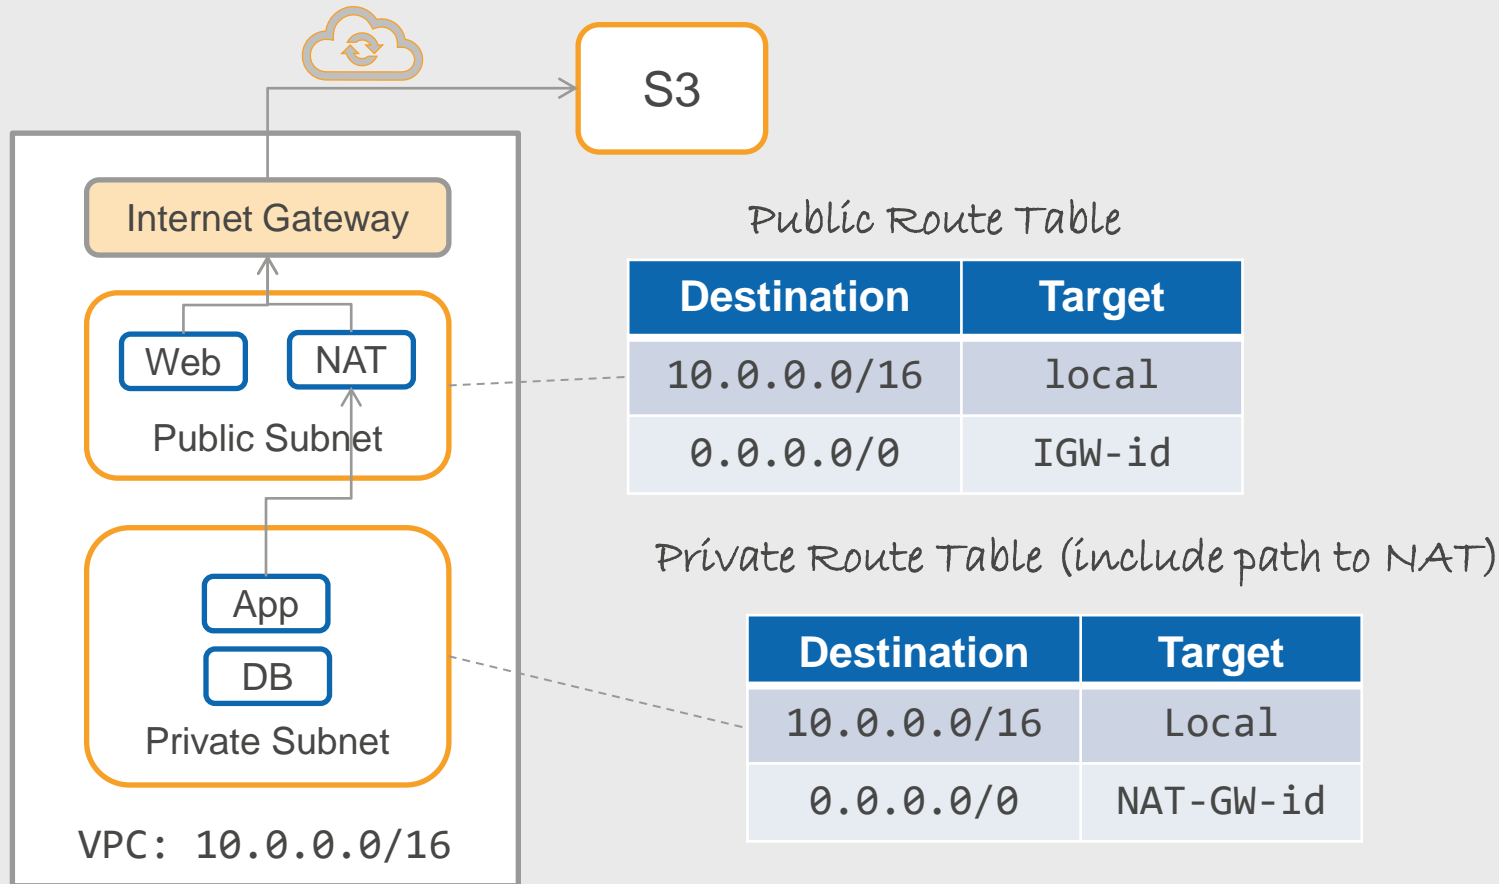 S3
Internet Gateway
Web
NAT
Public Subnet
App
DB
Private Subnet
VPC: 10.0.0.0/16
Public Route Table
Destination Target
10.0.0.0/16 local
0.0.0.0/0 IGW-id
Private Route Table (include path to NAT)
Destination Target
10.0.0.0/16 Local
0.0.0.0/0 NAT-GW-id